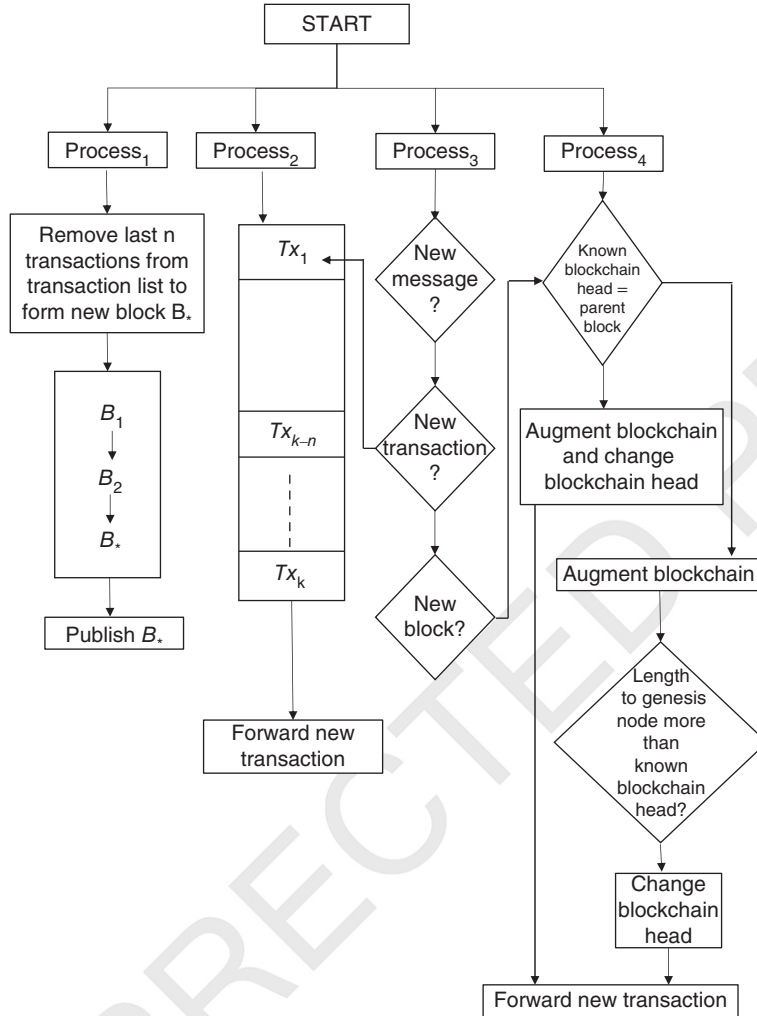 START
Process₁
Process₂
Process₃
Process₄
Remove last n
transactions from
transaction list to
form new block B*
B₁
B₂
B*
Publish B*
Tx₁
Txₖ₋ₙ
Txₖ
Forward new
transaction
New
message
?
New
transaction
?
New
block?
Known
blockchain
head =
parent
block
Augment blockchain
and change
blockchain head
Augment blockchain
Length
to genesis
node more
than
known
blockchain
head?
Change
blockchain
head
Forward new transaction
RECTED P